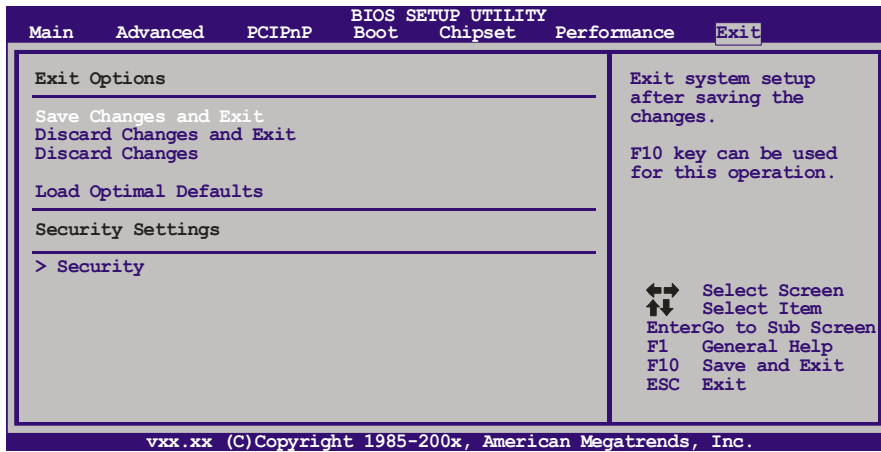 BIOS SETUP UTILITY
Main Advanced PCIPnP Boot Chipset Performance Exit
Exit Options
Save Changes and Exit
Discard Changes and Exit
Discard Changes
Load Optimal Defaults
Security Settings
> Security
Exit system setup
after saving the
changes.
F10 key can be used
for this operation.
Select Screen
Select Item
EnterGo to Sub Screen
F1 General Help
F10 Save and Exit
ESC Exit
vxx.xx (C)Copyright 1985-200x, American Megatrends, Inc.